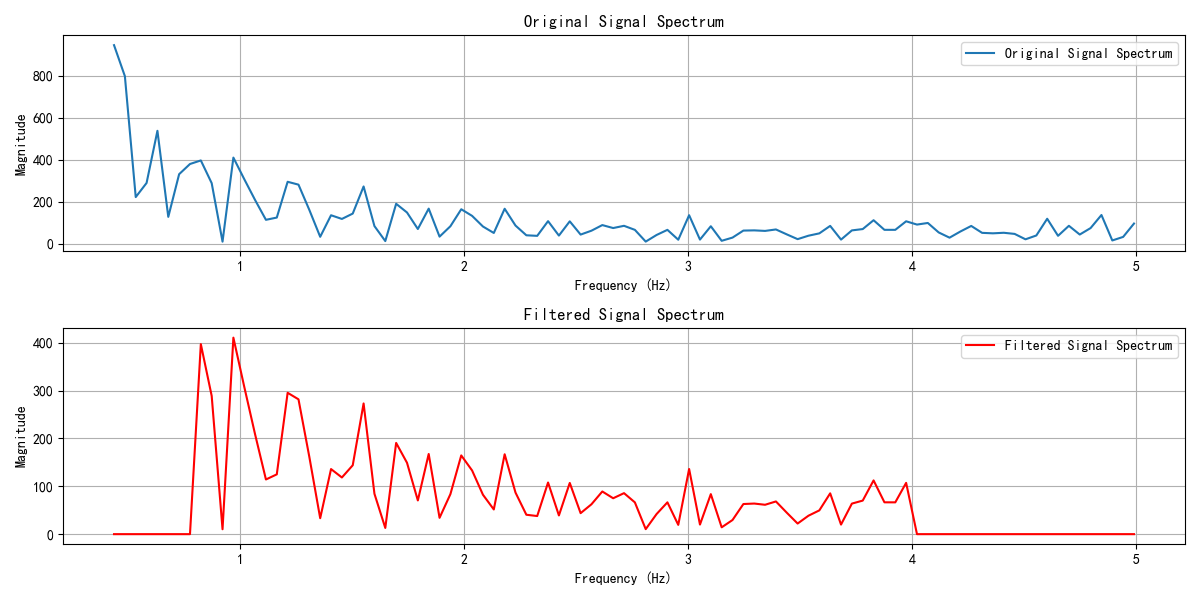 Original Signal Spectrum
Original Signal Spectrum
800
600
400
200
0
Magnitude
1 2 3 4 5
Frequency (Hz)
Filtered Signal Spectrum
Filtered Signal Spectrum
400
300
200
100
0
Magnitude
1 2 3 4 5
Frequency (Hz)